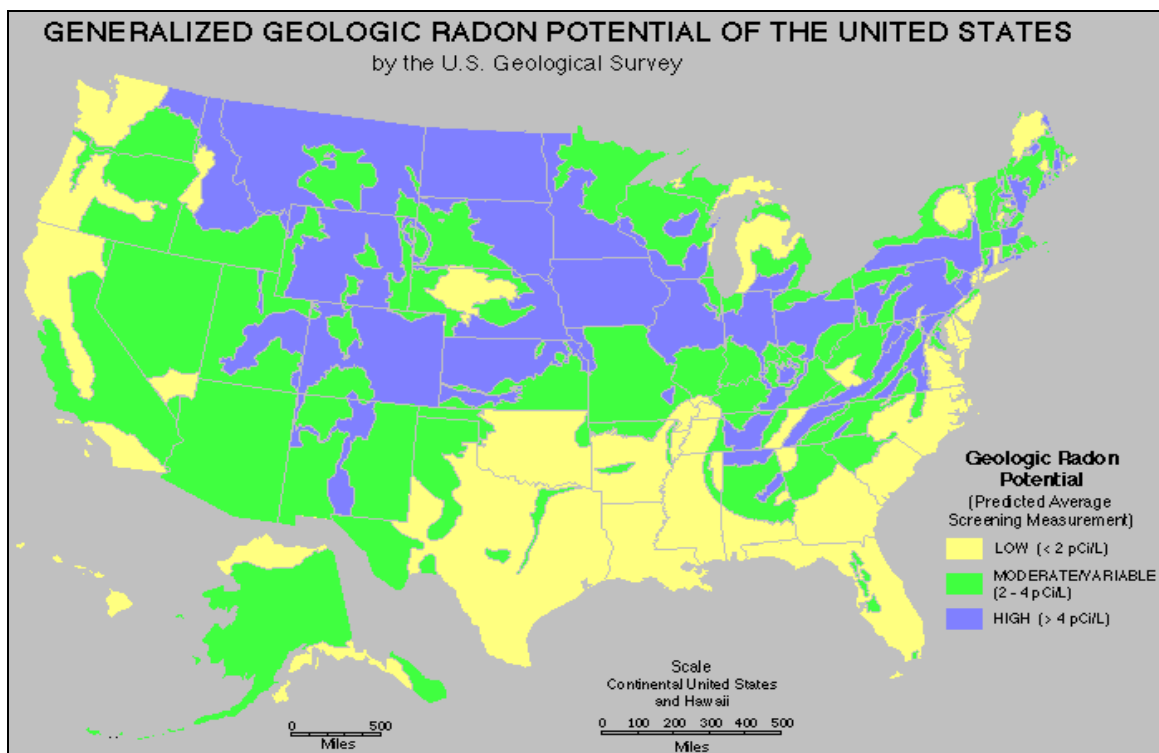 GENERALIZED GEOLOGIC RADON POTENTIAL OF THE UNITED STATES
by the U.S. Geological Survey
Geologic Radon
Potential
(Predicted Average
Screening Measurement)
LOW (< 2 pCi/L)
MODERATE/VARIABLE
(2 - 4 pCi/L)
HIGH (> 4 pCi/L)
Scale
Continental United States
and Hawaii
0 100 200 300 400 500
Miles
0 500
Miles